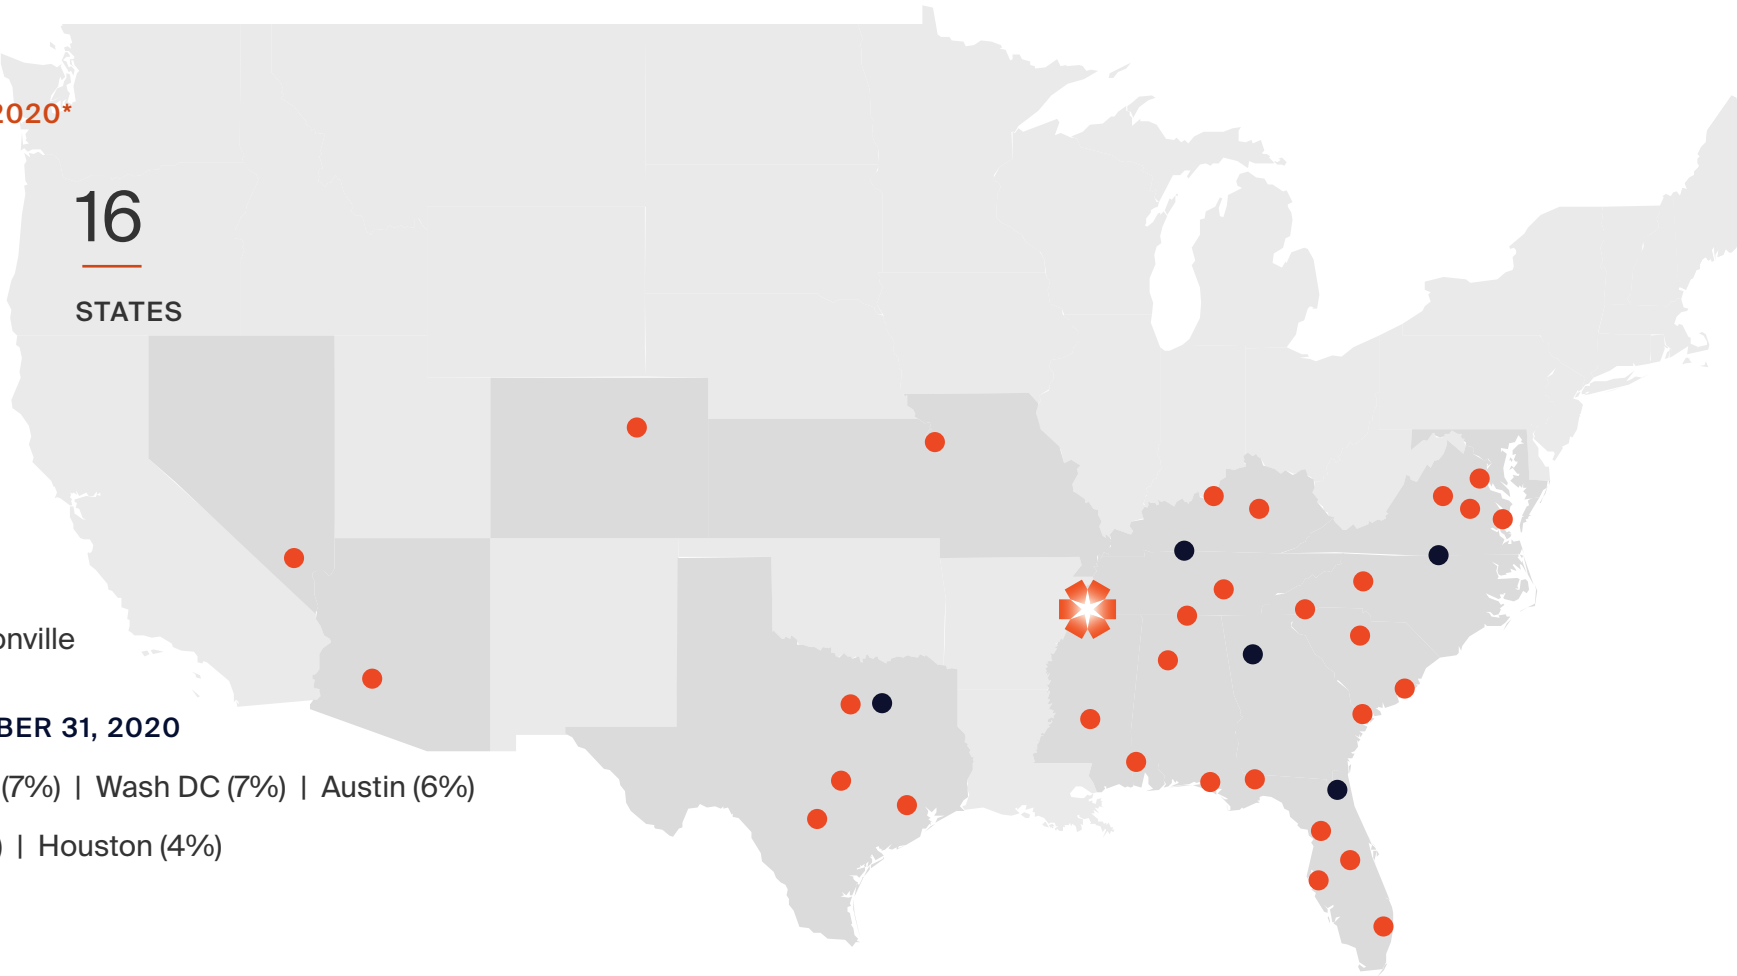 2020*
16
STATES
onville
BER 31, 2020
(7%) | Wash DC (7%) | Austin (6%)
) | Houston (4%)